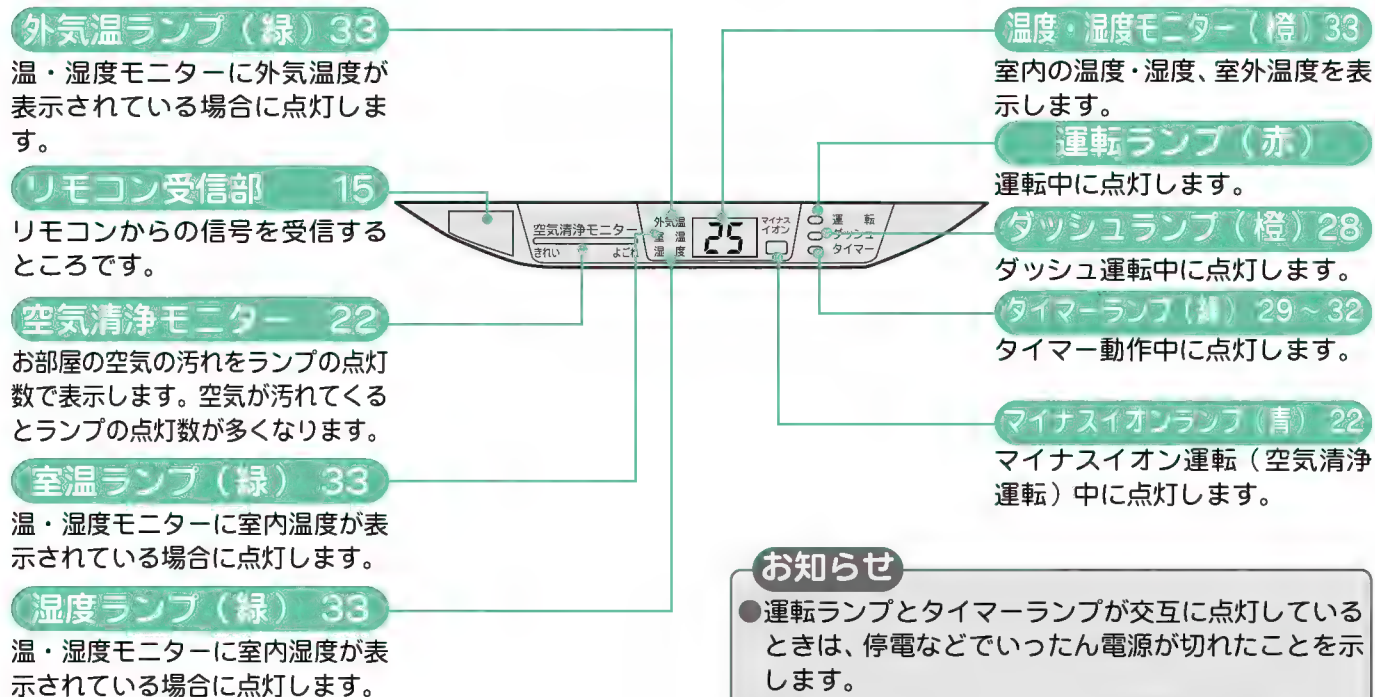 外気温ランプ(緑)33
温・湿度モニターに外気温度が
表示されている場合に点灯しま
す。
リモコン受信部 15
リモコンからの信号を受信する
ところです。
空気清浄モニター 22
お部屋の空気の汚れをランプの点灯
数で表示します。空気が汚れてくる
とランプの点灯数が多くなります。
室温ランプ(緑) 33
温・湿度モニターに室内温度が表
示されている場合に点灯します。
湿度ランプ(緑) 33
温・湿度モニターに室内湿度が表
示されている場合に点灯します。
空気清浄モニター
きれい よごれ
外気温
室 温
湿 度
25
マイナス
イオン
運 転
ダッシュ
タイマー
温度・湿度モニター(橙)33
室内の温度・湿度、室外温度を表
示します。
運転ランプ(赤)
運転中に点灯します。
ダッシュランプ(橙)28
ダッシュ運転中に点灯します。
タイマーランプ(緑) 29~32
タイマー動作中に点灯します。
マイナスイオンランプ(青) 22
マイナスイオン運転(空気清浄
運転)中に点灯します。
お知らせ
●運転ランプとタイマーランプが交互に点灯している
ときは、停電などでいったん電源が切れたことを示
します。